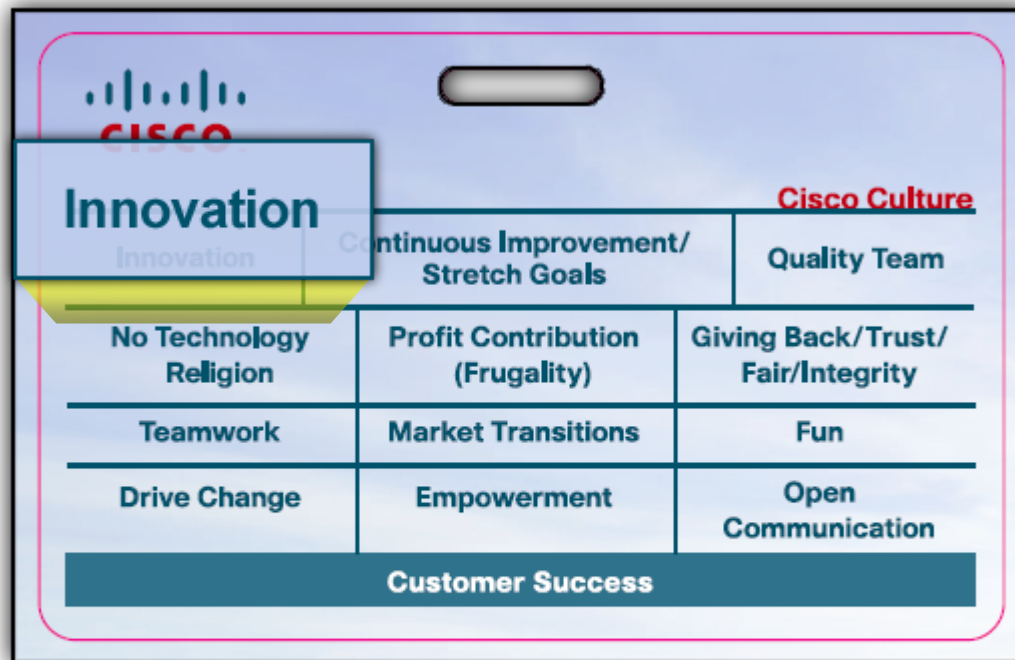 CISCO
Innovation
Cisco Culture
Innovation
Continuous Improvement/
Stretch Goals
Quality Team
No Technology
Religion
Profit Contribution
(Frugality)
Giving Back/Trust/
Fair/Integrity
Teamwork
Market Transitions
Fun
Drive Change
Empowerment
Open
Communication
Customer Success